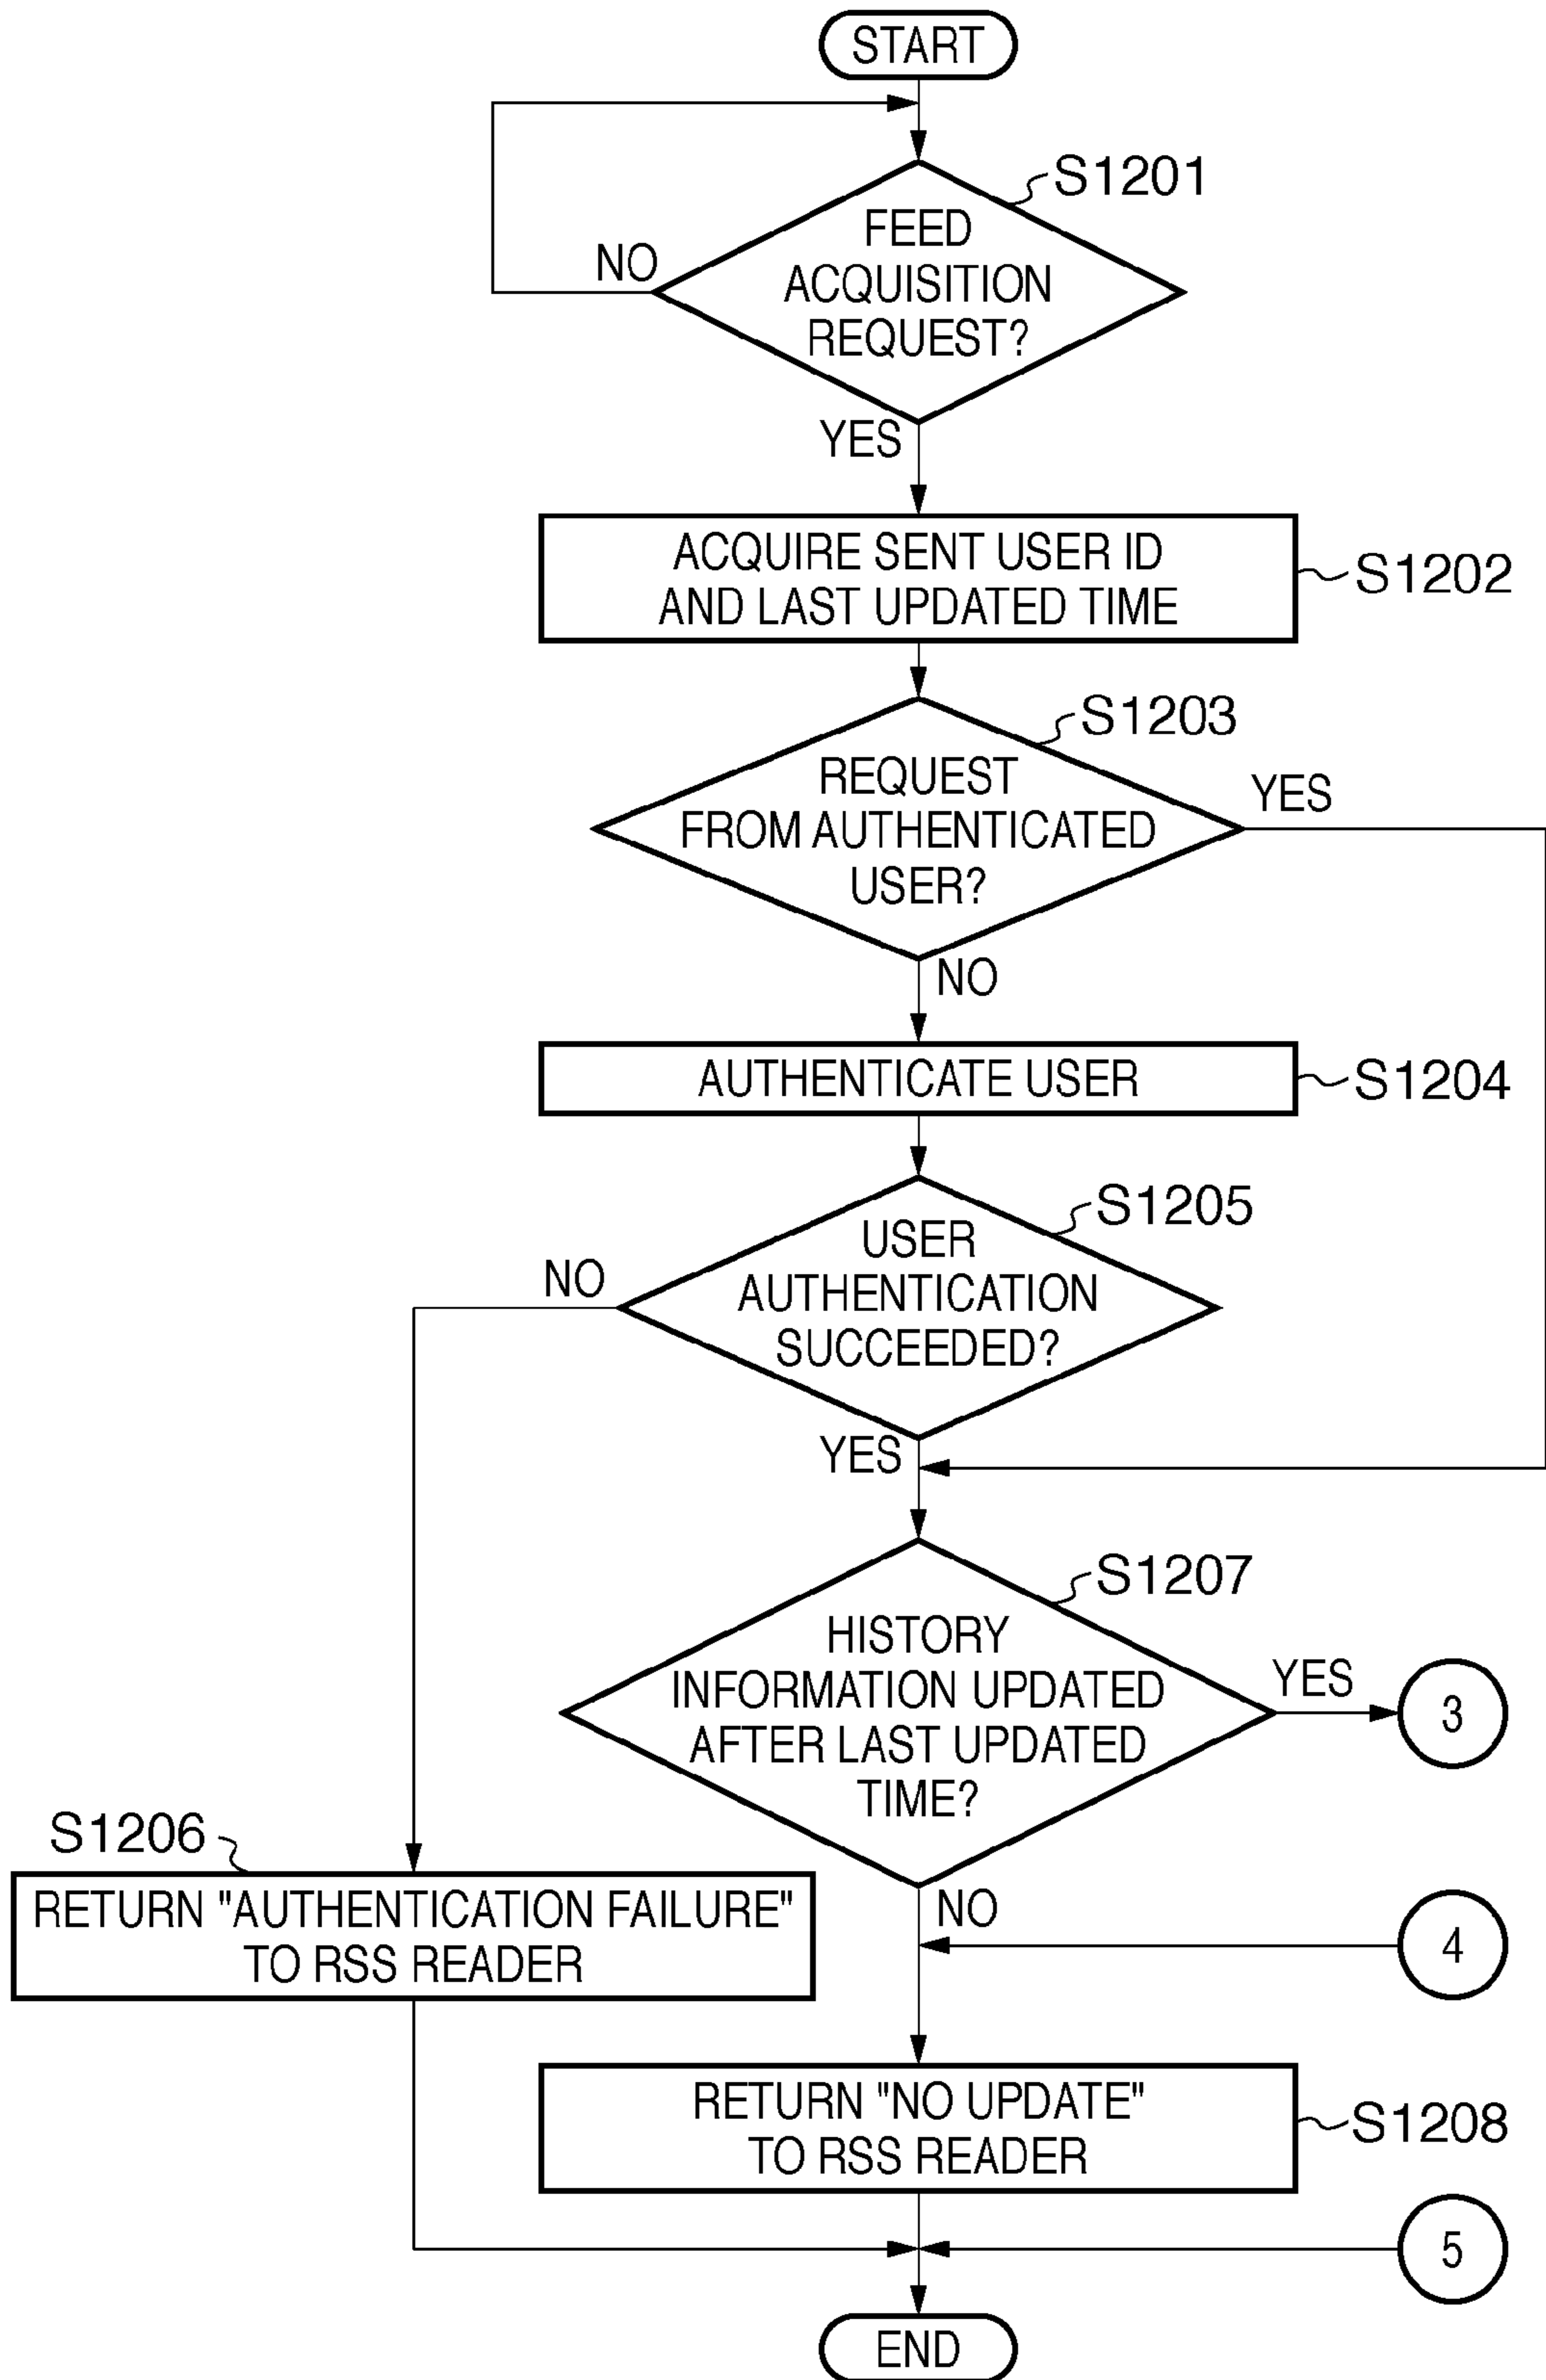 START
S1201
FEED
ACQUISITION
REQUEST?
NO
YES
ACQUIRE SENT USER ID
AND LAST UPDATED TIME
S1202
S1203
REQUEST
FROM AUTHENTICATED
USER?
YES
NO
AUTHENTICATE USER
S1204
S1205
USER
AUTHENTICATION
SUCCEEDED?
NO
YES
S1207
HISTORY
INFORMATION UPDATED
AFTER LAST UPDATED
TIME?
YES
3
S1206
RETURN "AUTHENTICATION FAILURE"
TO RSS READER
NO
4
RETURN "NO UPDATE"
TO RSS READER
S1208
5
END